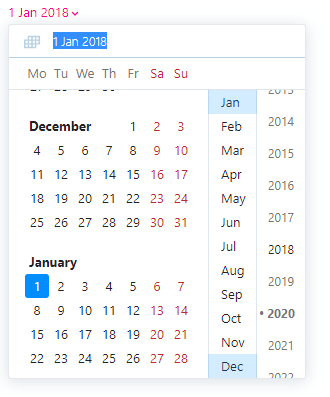 1 Jan 2018
1 Jan 2018
Mo Tu We Th Fr Sa Su
December 1 2 3
4 5 6 7 8 9 10
11 12 13 14 15 16 17
18 19 20 21 22 23 24
25 26 27 28 29 30 31
January
1 2 3 4 5 6 7
8 9 10 11 12 13 14
15 16 17 18 19 20 21
22 23 24 25 26 27 28
Jan
Feb
Mar
Apr
May
Jun
Jul
Aug
Sep
Oct
Nov
Dec
2013
2014
2015
2016
2017
2018
2019
• 2020
2021
2022